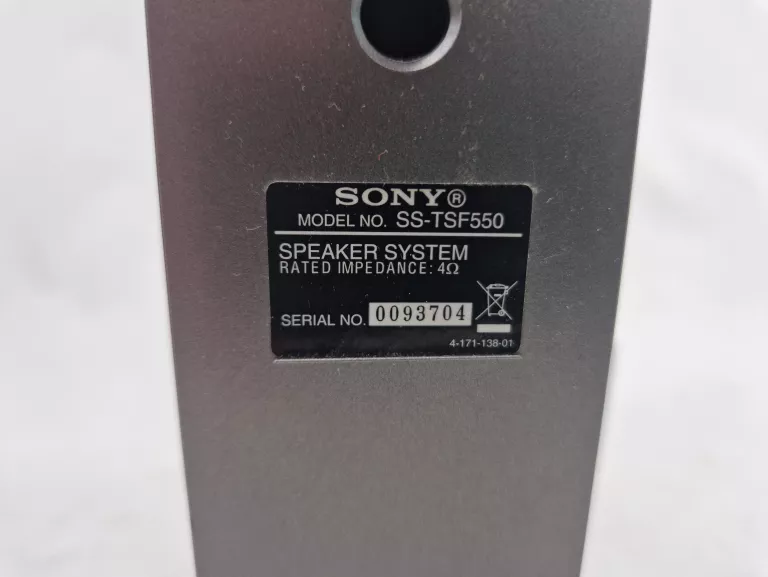 SONY®
MODEL NO. SS-TSF550
SPEAKER SYSTEM
RATED IMPEDANCE: 4Ω
SERIAL NO. 0093704
4-171-138-01